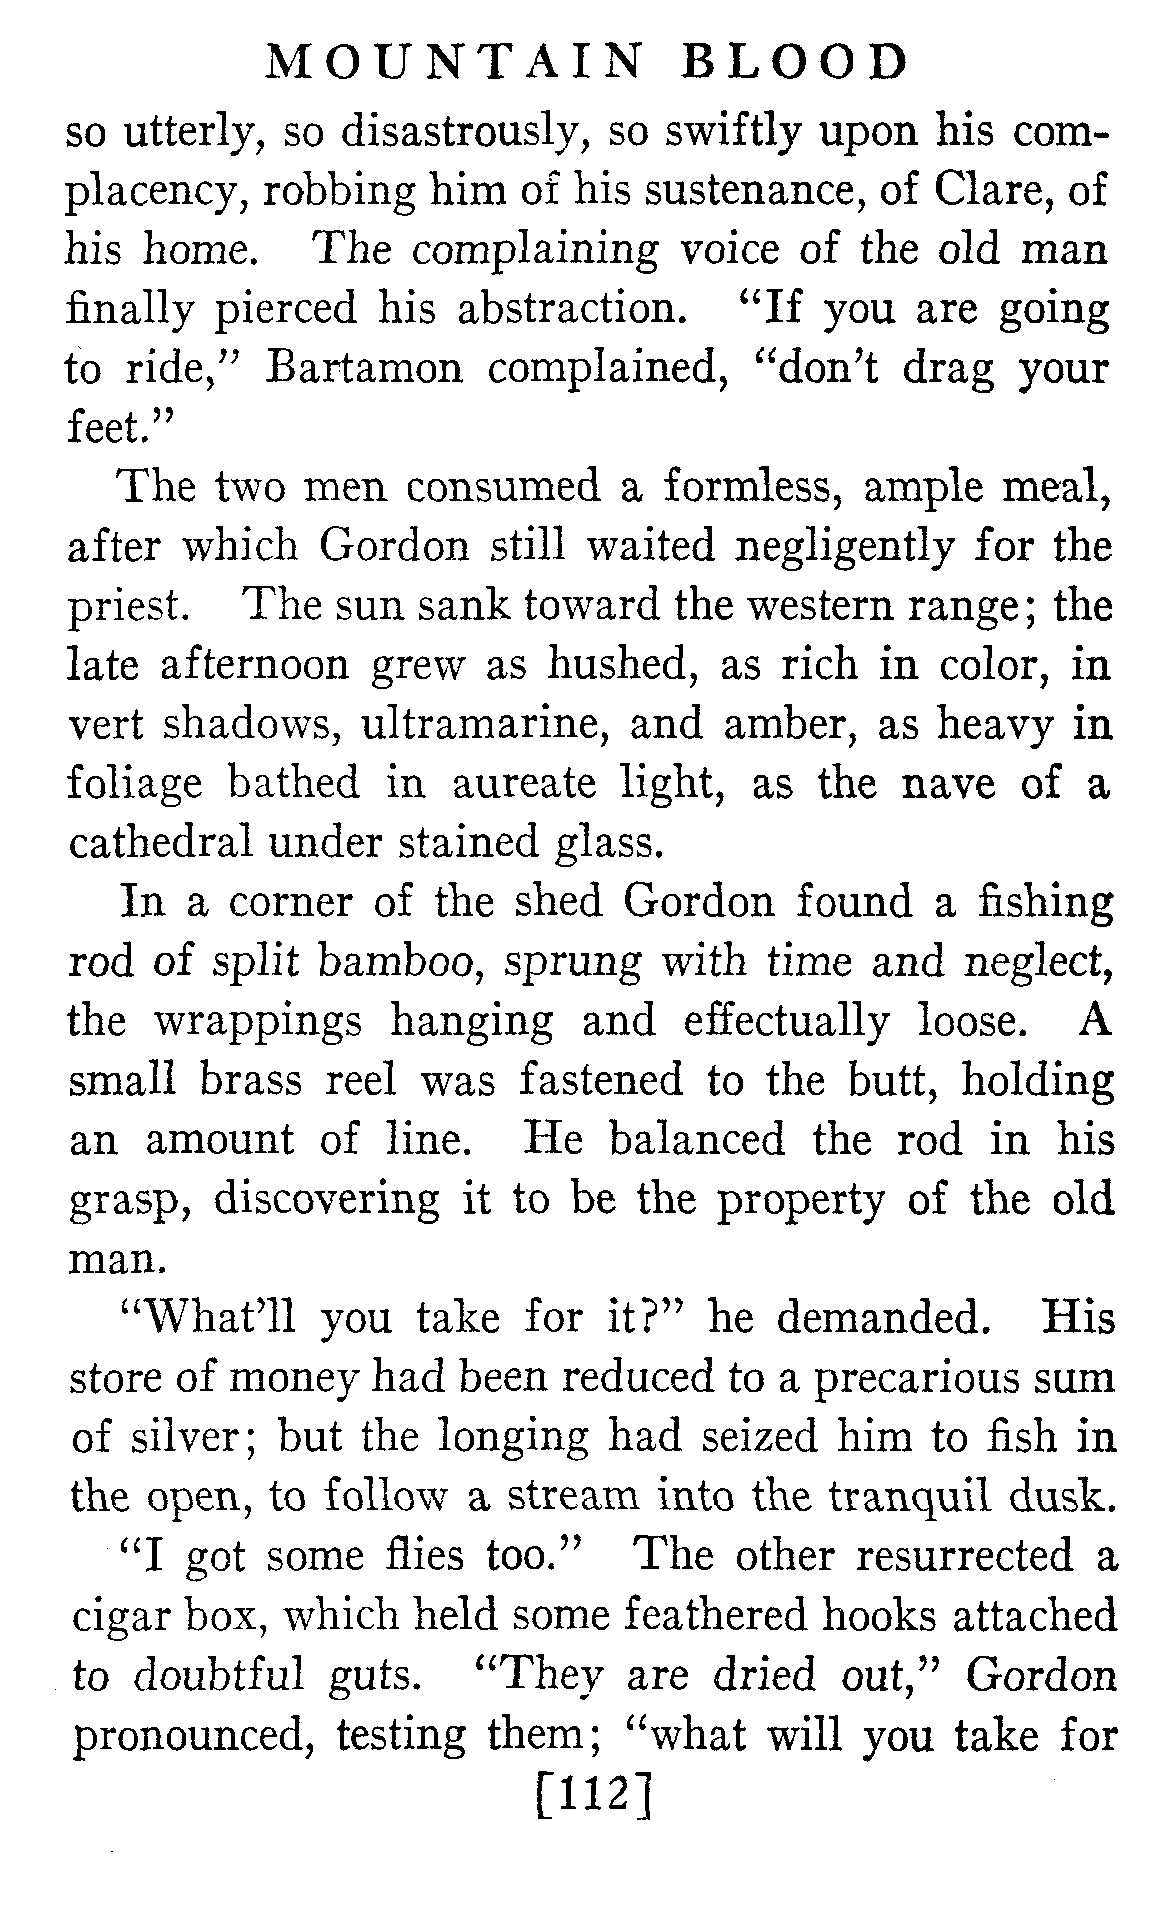 MOUNTAIN BLOOD
so utterly, so disastrously, so swiftly upon his com-
placency, robbing him of his sustenance, of Clare, of
his home. The complaining voice of the old man
finally pierced his abstraction. "If you are going
to ride," Bartamon complained, "don't drag your
feet."
The two men consumed a formless, ample meal,
after which Gordon still waited negligently for the
priest. The sun sank toward the western range; the
late afternoon grew as hushed, as rich in color, in
vert shadows, ultramarine, and amber, as heavy in
foliage bathed in aureate light, as the nave of a
cathedral under stained glass.
In a corner of the shed Gordon found a fishing
rod of split bamboo, sprung with time and neglect,
the wrappings hanging and effectually loose. A
small brass reel was fastened to the butt, holding
an amount of line. He balanced the rod in his
grasp, discovering it to be the property of the old
man.
"What'll you take for it?" he demanded. His
store of money had been reduced to a precarious sum
of silver; but the longing had seized him to fish in
the open, to follow a stream into the tranquil dusk.
"I got some flies too." The other resurrected a
cigar box, which held some feathered hooks attached
to doubtful guts. "They are dried out," Gordon
pronounced, testing them; "what will you take for
[112]